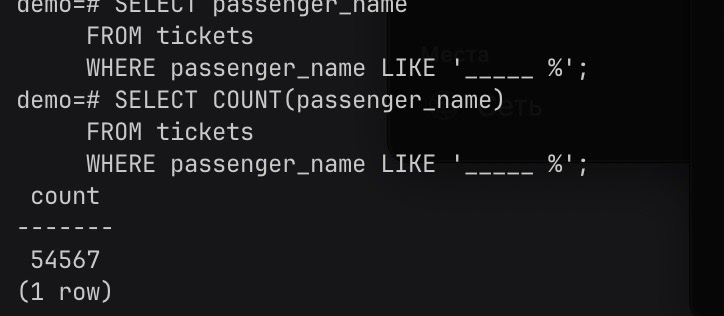 demo=# SELECT passenger_name
FROM tickets
WHERE passenger_name LIKE '_____ %';
demo=# SELECT COUNT(passenger_name)
FROM tickets
WHERE passenger_name LIKE '_____ %';
count
-------
54567
(1 row)
Места
Сеть